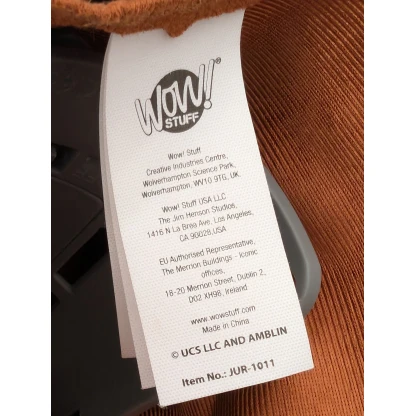 WOW!®
STUFF
Wow! Stuff
Creative Industries Centre,
Wolverhampton Science Park,
Wolverhampton, WV10 9TG, UK.
Wow! Stuff USA LLC
The Jim Henson Studios,
1416 N La Brea Ave, Los Angeles,
CA.90028,USA
EU Authorised Representative,
The Merrion Buildings - Iconic
offices,
18-20 Merrion Street, Dublin 2,
D02 XH98, Ireland
www.wowstuff.com
Made in China
© UCS LLC AND AMBLIN
Item No.: JUR-1011